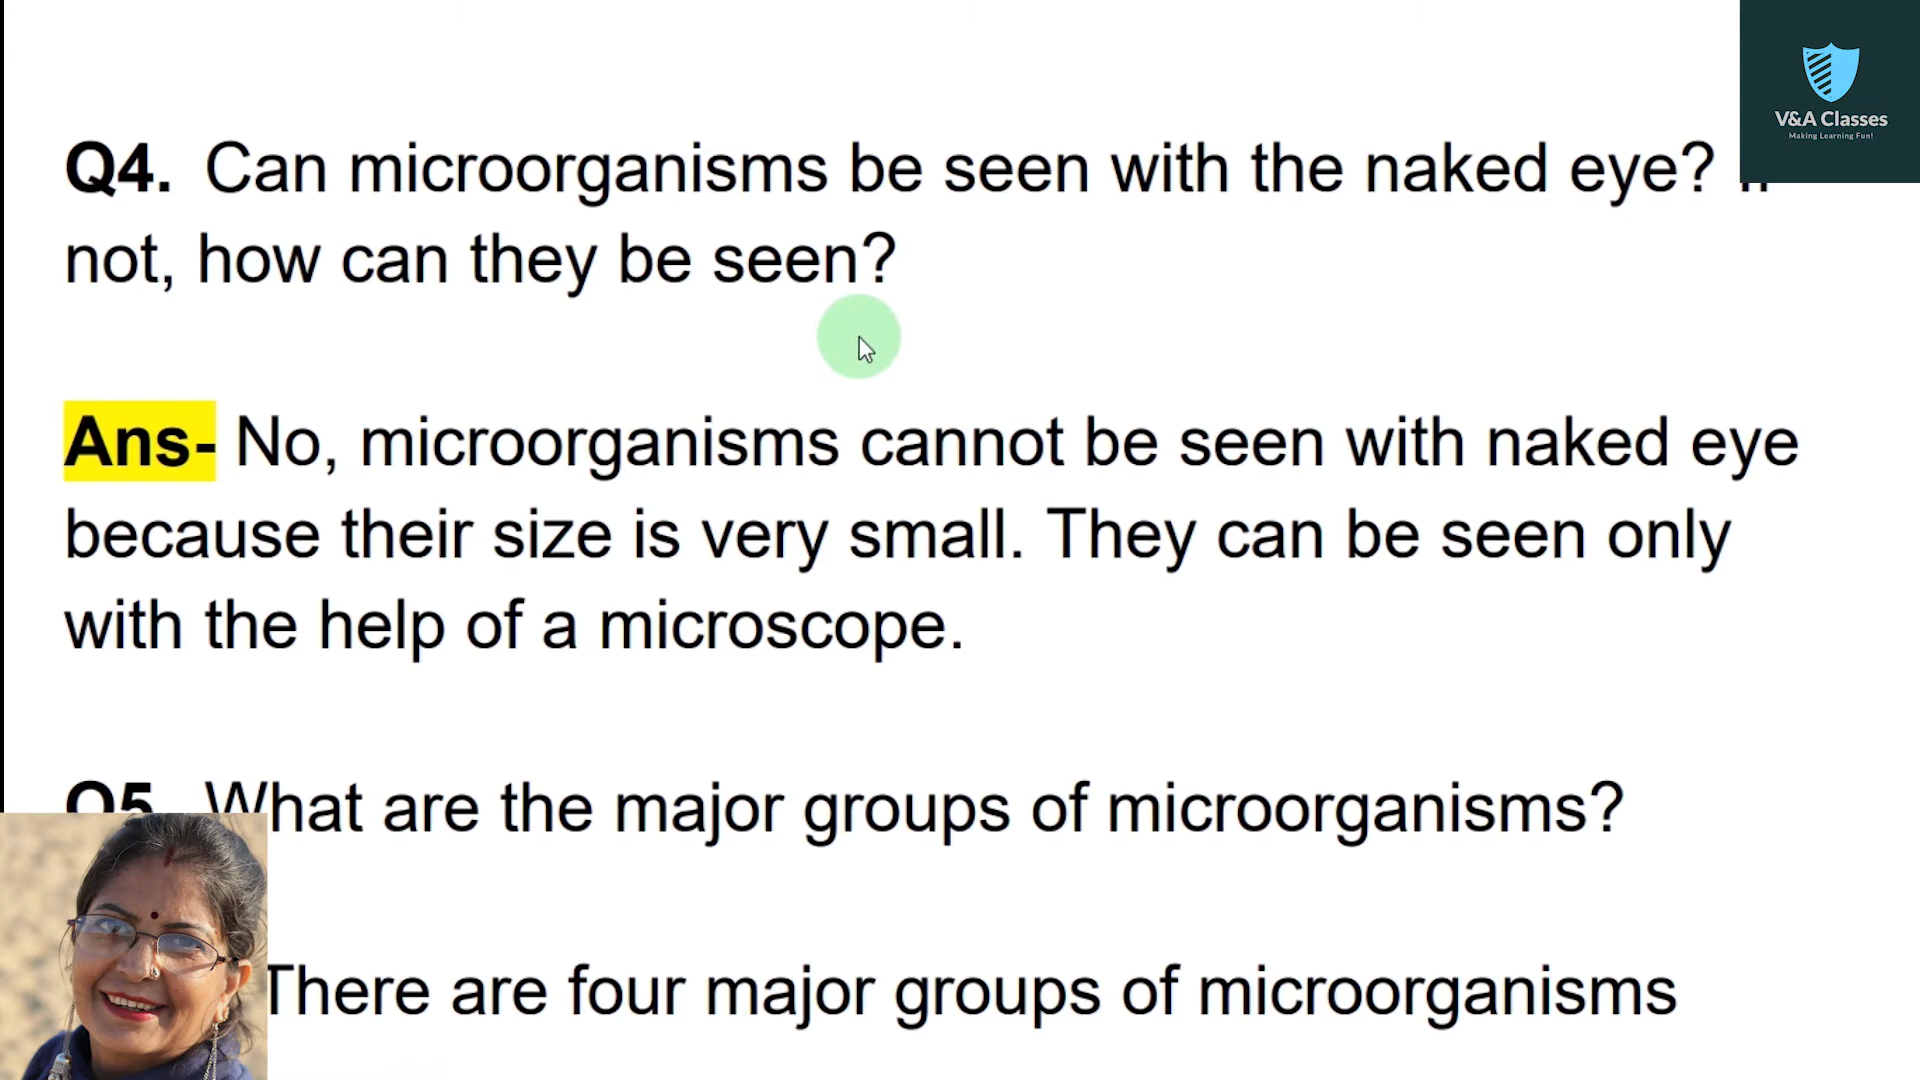 V&A Classes
Making Learning Fun!
Q4. Can microorganisms be seen with the naked eye?
not, how can they be seen?
Ans- No, microorganisms cannot be seen with naked eye
because their size is very small. They can be seen only
with the help of a microscope.
Q5. What are the major groups of microorganisms?
There are four major groups of microorganisms